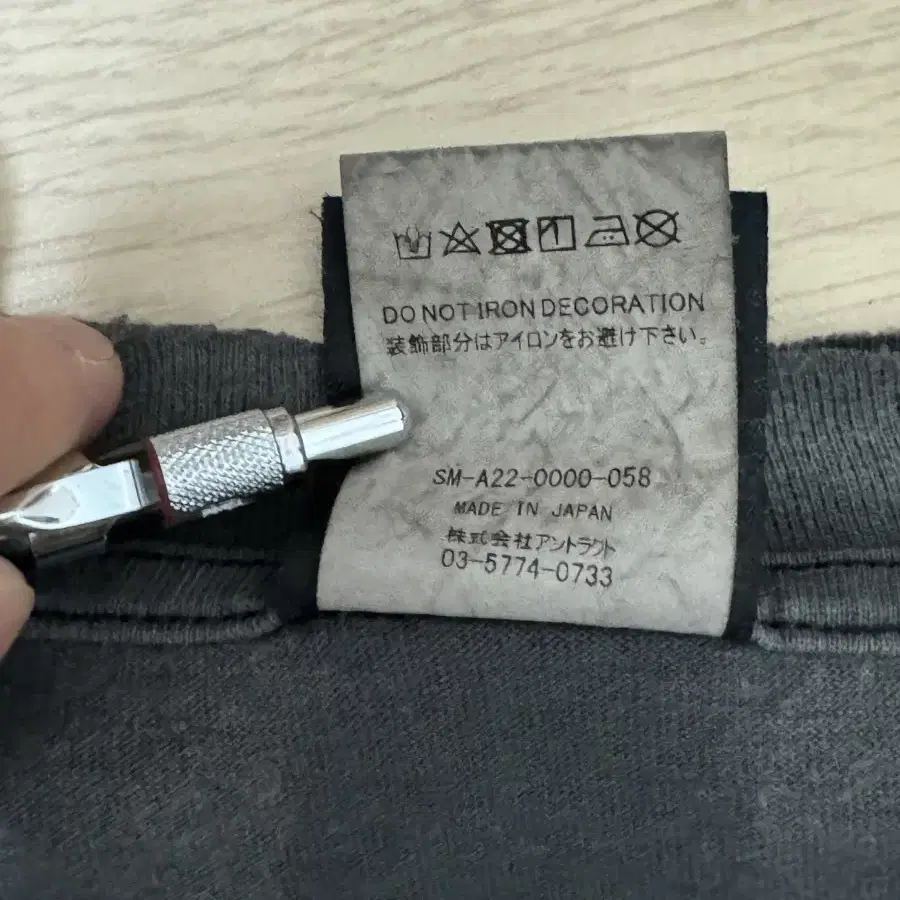 DO NOT IRON DECORATION
装飾部分はアイロンをお避け下さい。
SM-A22-0000-058
MADE IN JAPAN
株式会社アントラクト
03-5774-0733